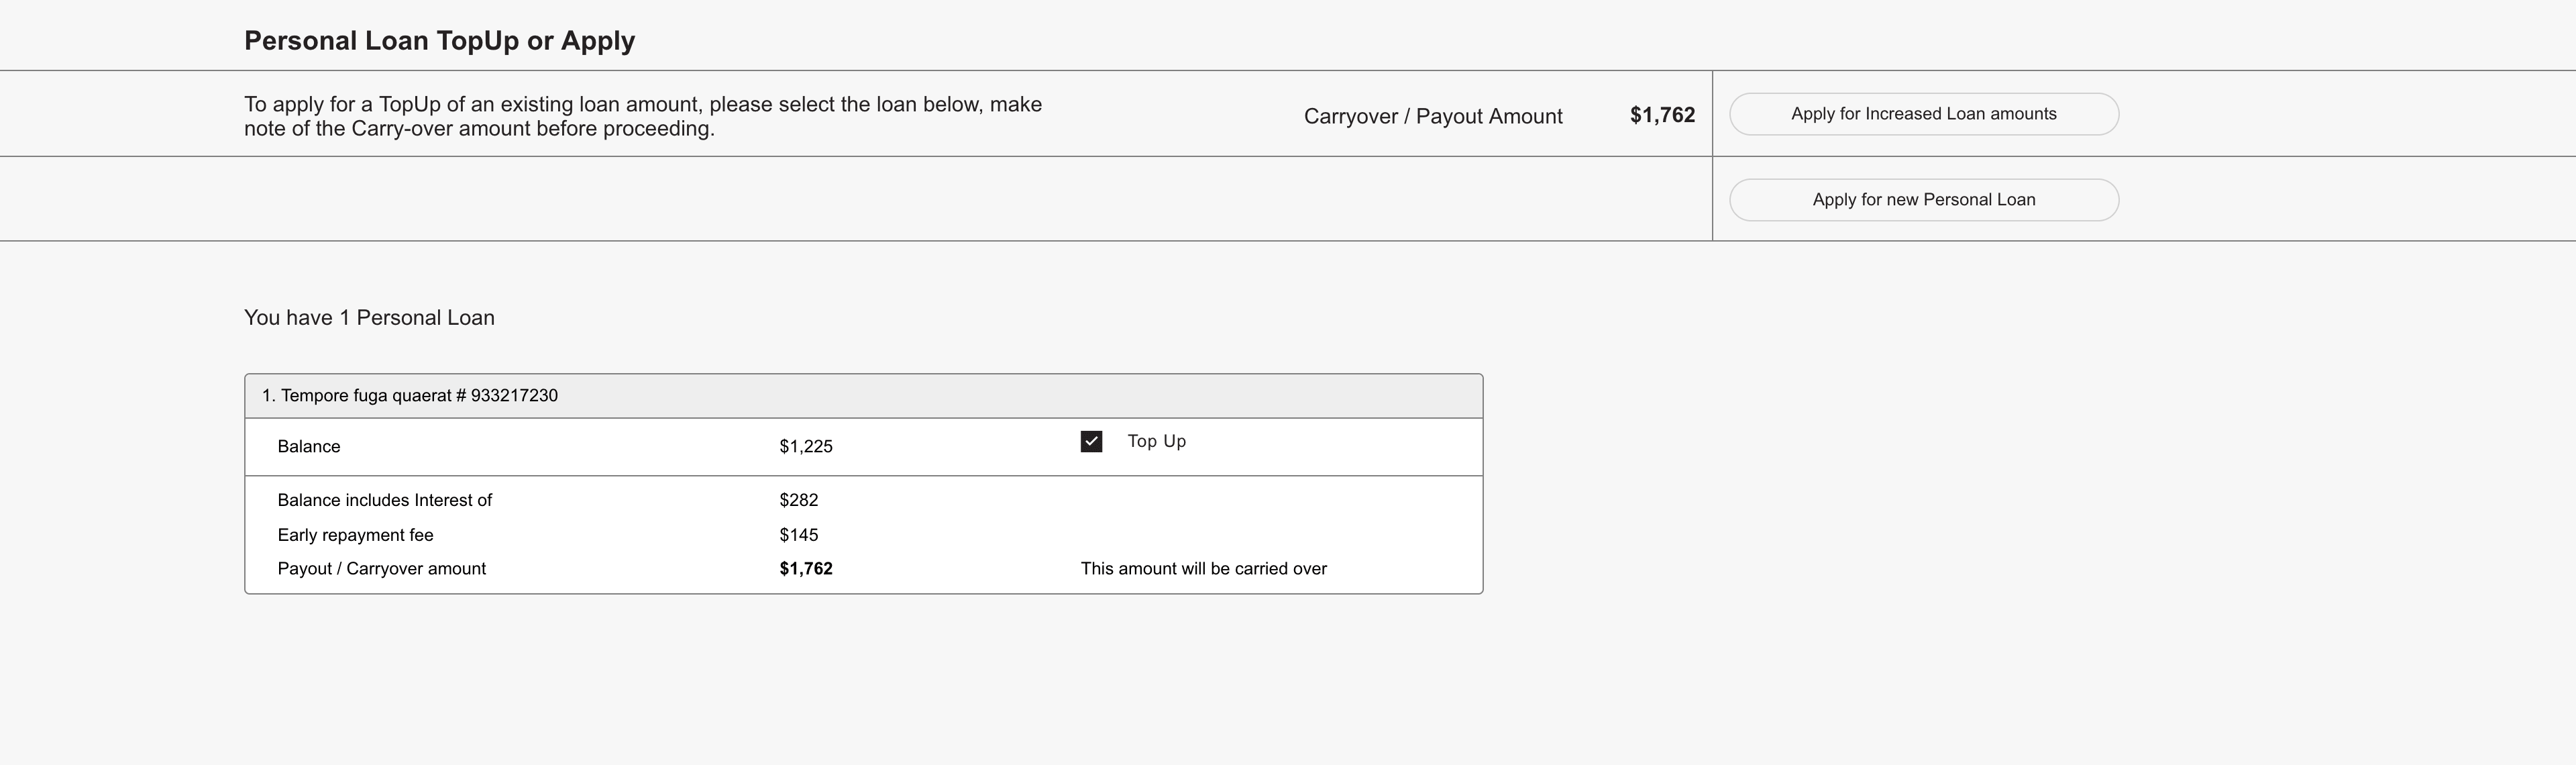 Personal Loan TopUp or Apply
To apply for a TopUp of an existing loan amount, please select the loan below, make
note of the Carry-over amount before proceeding.
Carryover / Payout Amount $1,762
Apply for Increased Loan amounts
Apply for new Personal Loan
You have 1 Personal Loan
1. Tempore fuga quaerat # 933217230
Balance $1,225 Top Up
Balance includes Interest of $282
Early repayment fee $145
Payout / Carryover amount $1,762 This amount will be carried over